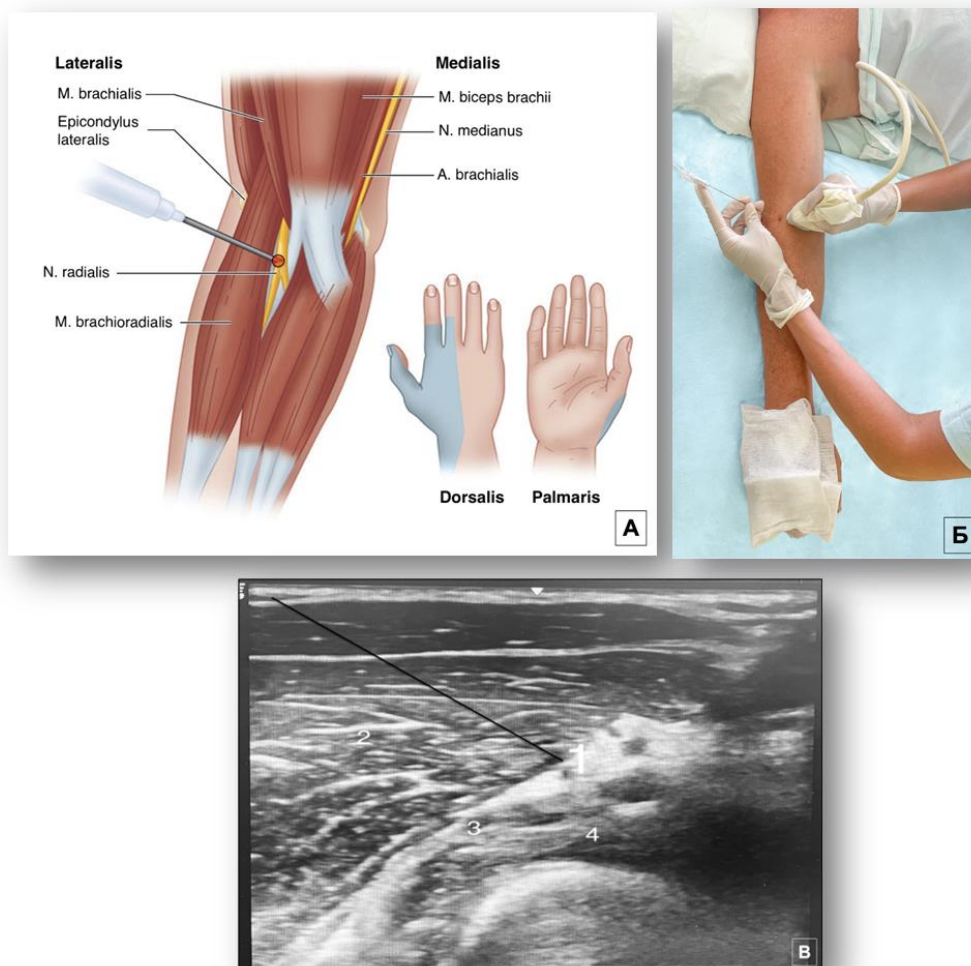 Lateralis
M. brachialis
Epicondylus
lateralis
N. radialis
M. brachioradialis
Medialis
M. biceps brachii
N. medianus
A. brachialis
Dorsalis
Palmaris
А
Б
1
2
3
4
В